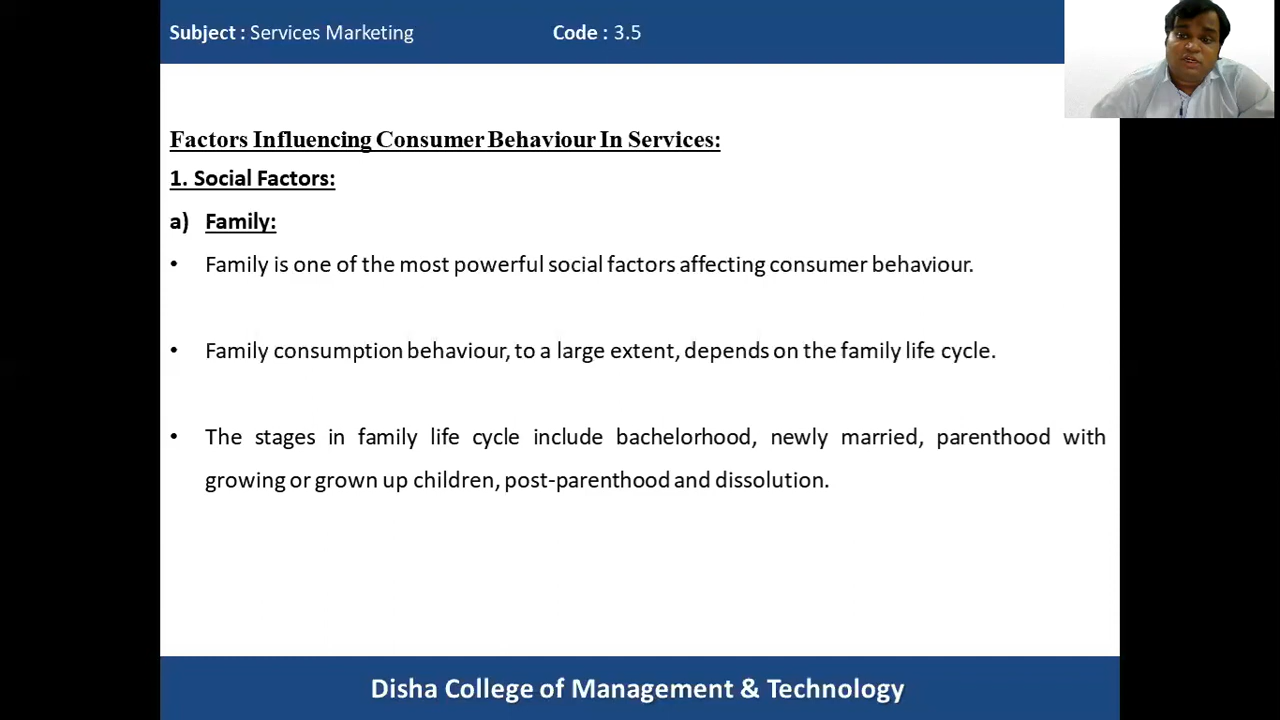 Subject : Services Marketing Code : 3.5
Factors Influencing Consumer Behaviour In Services:
1. Social Factors:
a) Family:
• Family is one of the most powerful social factors affecting consumer behaviour.
• Family consumption behaviour, to a large extent, depends on the family life cycle.
• The stages in family life cycle include bachelorhood, newly married, parenthood with
growing or grown up children, post-parenthood and dissolution.
Disha College of Management & Technology